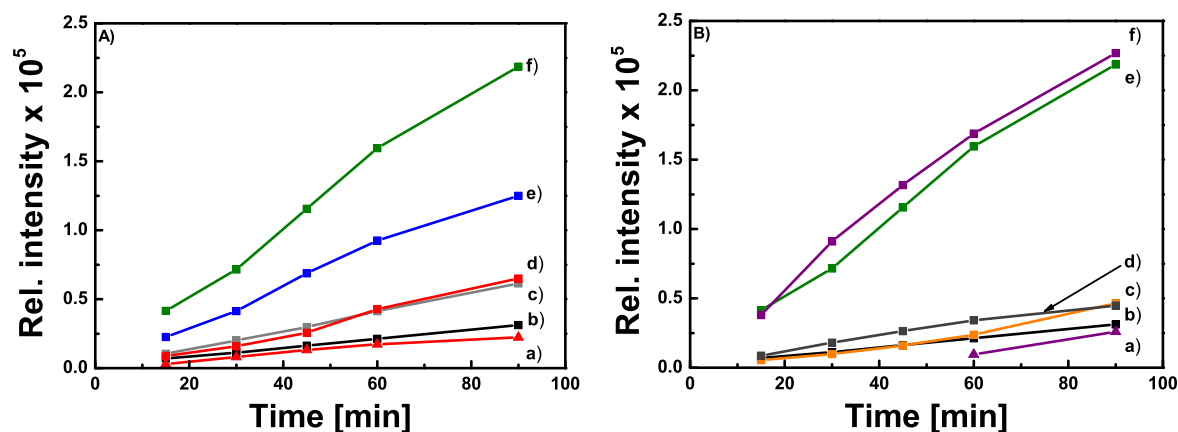 A)
Rel. intensity x 10^5
2.5
2.0
1.5
1.0
0.5
0.0
0 20 40 60 80 100
Time [min]
f)
e)
d)
c)
b)
a)
B)
Rel. intensity x 10^5
2.5
2.0
1.5
1.0
0.5
0.0
0 20 40 60 80 100
Time [min]
f)
e)
d)
c)
b)
a)